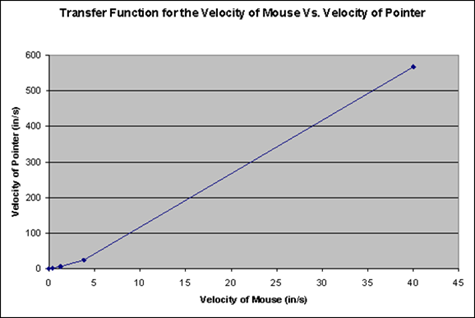 Transfer Function for the Velocity of Mouse Vs. Velocity of Pointer
600
500
400
300
200
100
0
Velocity of Pointer (in/s)
0 5 10 15 20 25 30 35 40 45
Velocity of Mouse (in/s)